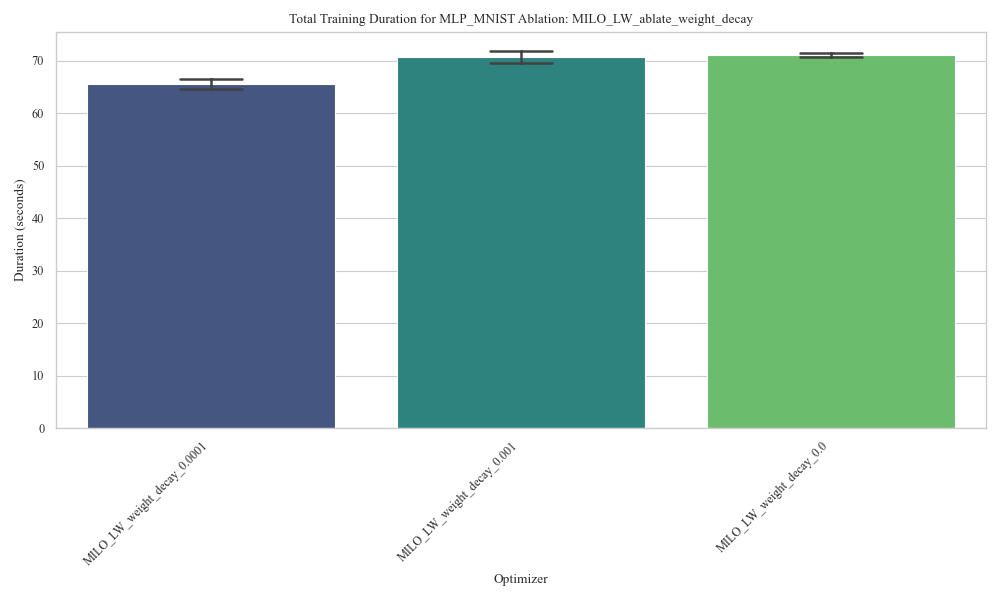 Total Training Duration for MLP_MNIST Ablation: MILO_LW_ablate_weight_decay
Duration (seconds)
70
60
50
40
30
20
10
0
MILO_LW_weight_decay_0.0001
MILO_LW_weight_decay_0.001
MILO_LW_weight_decay_0.0
Optimizer